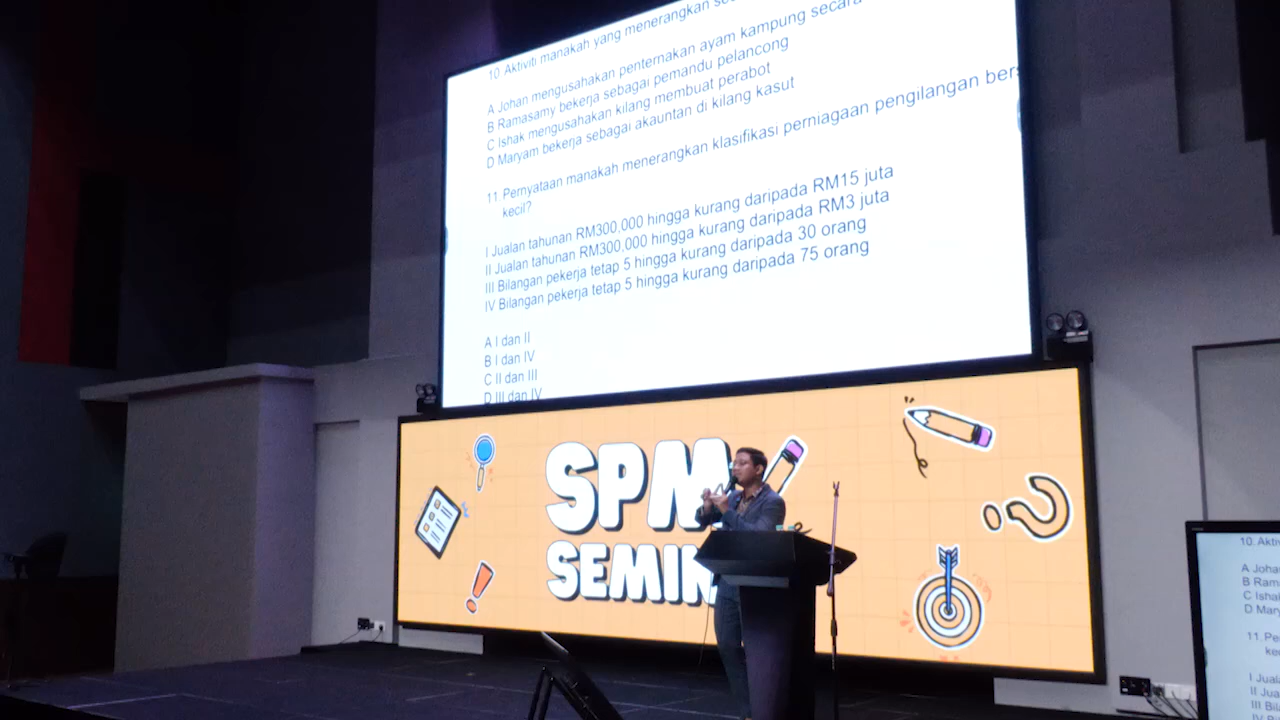 10. Aktiviti manakah yang menerangkan
A Johan mengusahakan penternakan ayam kampung secara
B Ramasamy bekerja sebagai pemandu pelancong
C Ishak mengusahakan kilang membuat perabot
D Maryam bekerja sebagai akauntan di kilang kasut
11. Pernyataan manakah menerangkan klasifikasi perniagaan pengilangan
kecil?
I Jualan tahunan RM300,000 hingga kurang daripada RM15 juta
II Jualan tahunan RM300,000 hingga kurang daripada RM3 juta
III Bilangan pekerja tetap 5 hingga kurang daripada 30 orang
IV Bilangan pekerja tetap 5 hingga kurang daripada 75 orang
A I dan II
B I dan IV
C II dan III
D III dan IV
SPM
SEMIN
10. Aktiv
A Joha
B Ram
C Ishak
D Mary
11. Pe
kec
I Jual
II Jua
III Bil